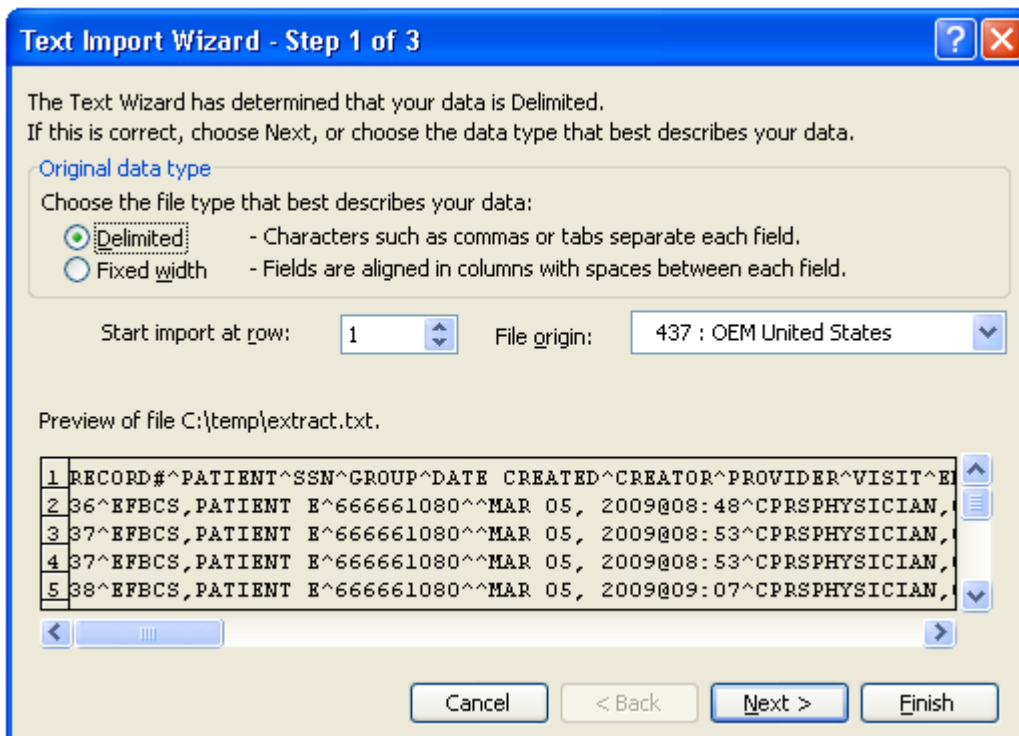 Text Import Wizard - Step 1 of 3
The Text Wizard has determined that your data is Delimited.
If this is correct, choose Next, or choose the data type that best describes your data.
Original data type
Choose the file type that best describes your data:
Delimited - Characters such as commas or tabs separate each field.
Fixed width - Fields are aligned in columns with spaces between each field.
Start import at row: 1 File origin: 437 : OEM United States
Preview of file C:\temp\extract.txt.
1 RECORD#^PATIENT^SSN^GROUP^DATE CREATED^CREATOR^PROVIDER^VISIT^
2 36^EFBCS,PATIENT E^666661080^^MAR 05, 2009@08:48^CPRSPHYSICIAN,
3 37^EFBCS,PATIENT E^666661080^^MAR 05, 2009@08:53^CPRSPHYSICIAN,
4 37^EFBCS,PATIENT E^666661080^^MAR 05, 2009@08:53^CPRSPHYSICIAN,
5 38^EFBCS,PATIENT E^666661080^^MAR 05, 2009@09:07^CPRSPHYSICIAN,
Cancel < Back Next > Finish